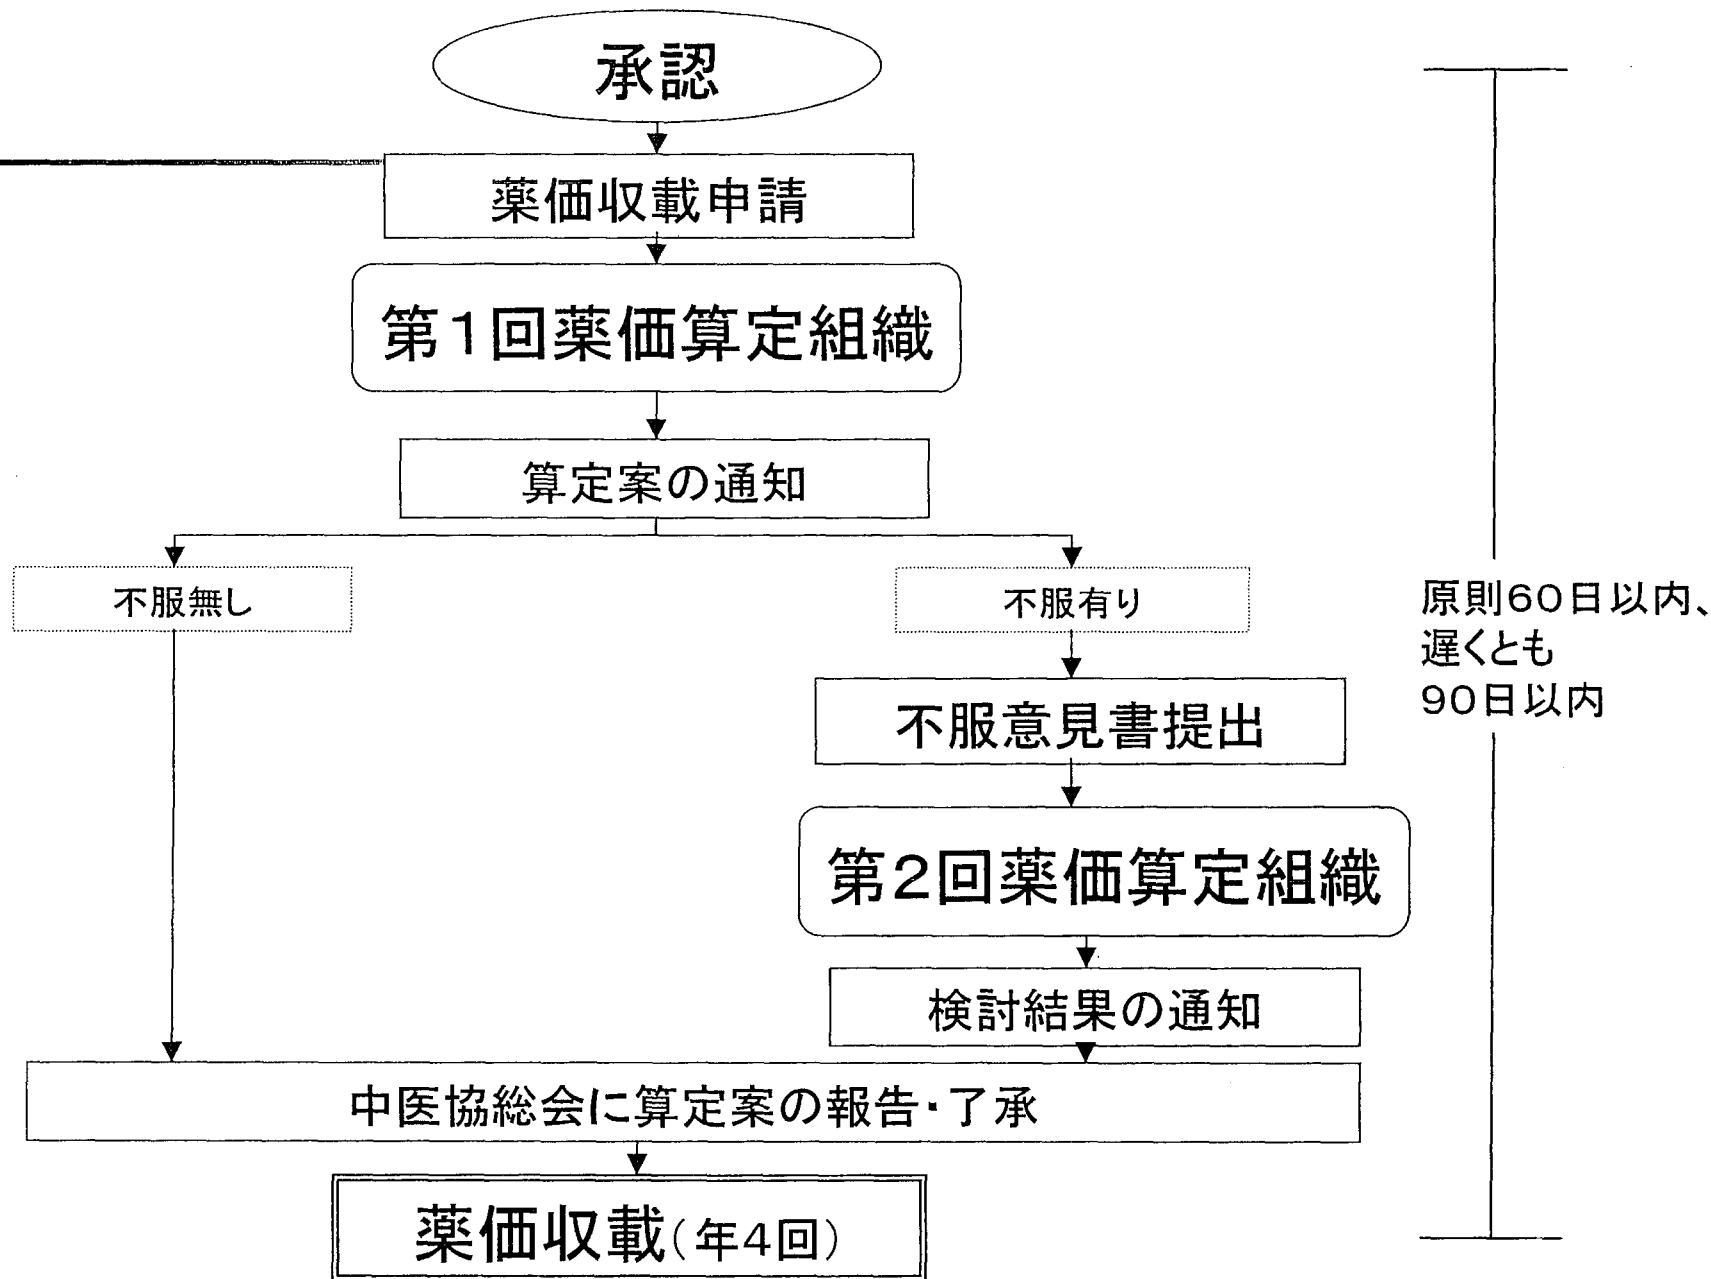 承認
薬価収載申請
第1回薬価算定組織
算定案の通知
不服無し
不服有り
不服意見書提出
第2回薬価算定組織
検討結果の通知
中医協総会に算定案の報告・了承
薬価収載(年4回)
原則60日以内、
遅くとも
90日以内